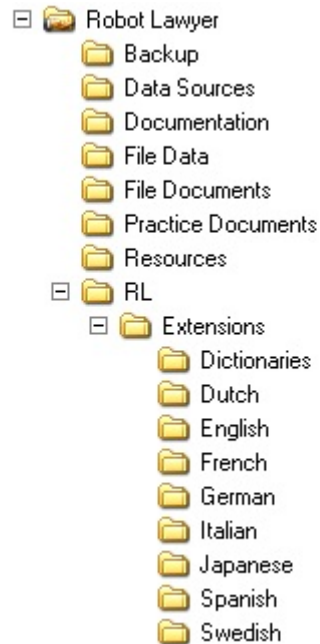 Robot Lawyer
Backup
Data Sources
Documentation
File Data
File Documents
Practice Documents
Resources
RL
Extensions
Dictionaries
Dutch
English
French
German
Italian
Japanese
Spanish
Swedish